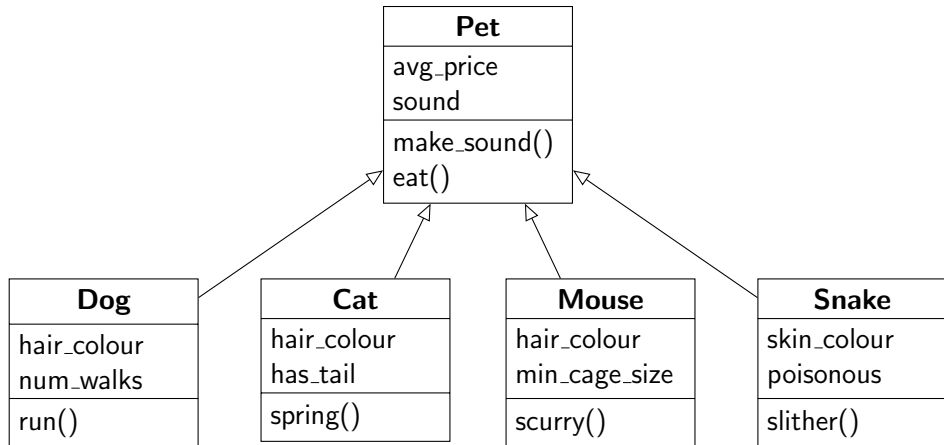 Pet
avg_price
sound
make_sound()
eat()
Dog
hair_colour
num_walks
run()
Cat
hair_colour
has_tail
spring()
Mouse
hair_colour
min_cage_size
scurry()
Snake
skin_colour
poisonous
slither()